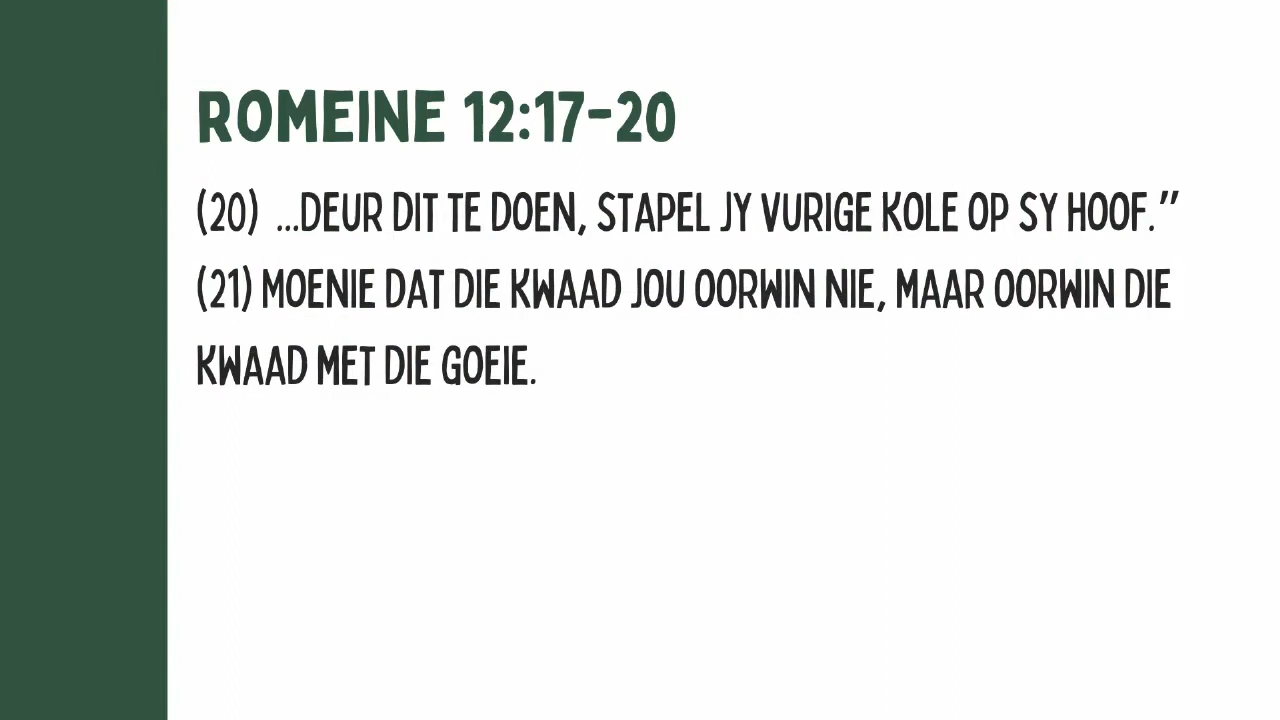 ROMEINE 12:17-20
(20) ...DEUR DIT TE DOEN, STAPEL JY VURIGE KOLE OP SY HOOF.”
(21) MOENIE DAT DIE KWAAD JOU OORWIN NIE, MAAR OORWIN DIE
KWAAD MET DIE GOEIE.